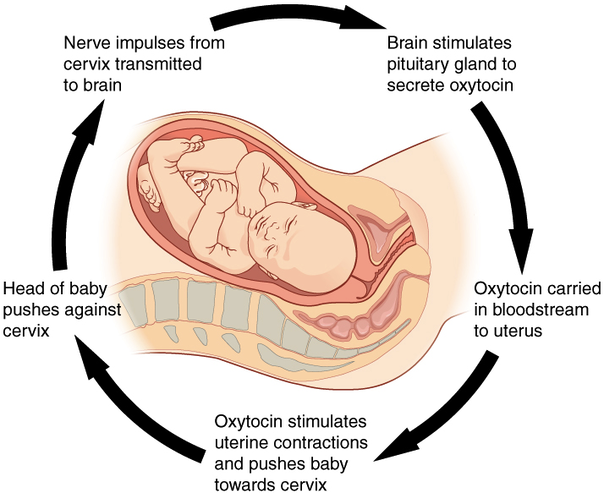 Nerve impulses from
cervix transmitted
to brain
Brain stimulates
pituitary gland to
secrete oxytocin
Oxytocin carried
in bloodstream
to uterus
Oxytocin stimulates
uterine contractions
and pushes baby
towards cervix
Head of baby
pushes against
cervix